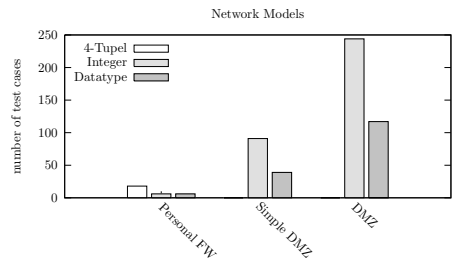 Network Models
number of test cases
250
200
150
100
50
0
4-Tupel
Integer
Datatype
Personal FW
Simple DMZ
DMZ